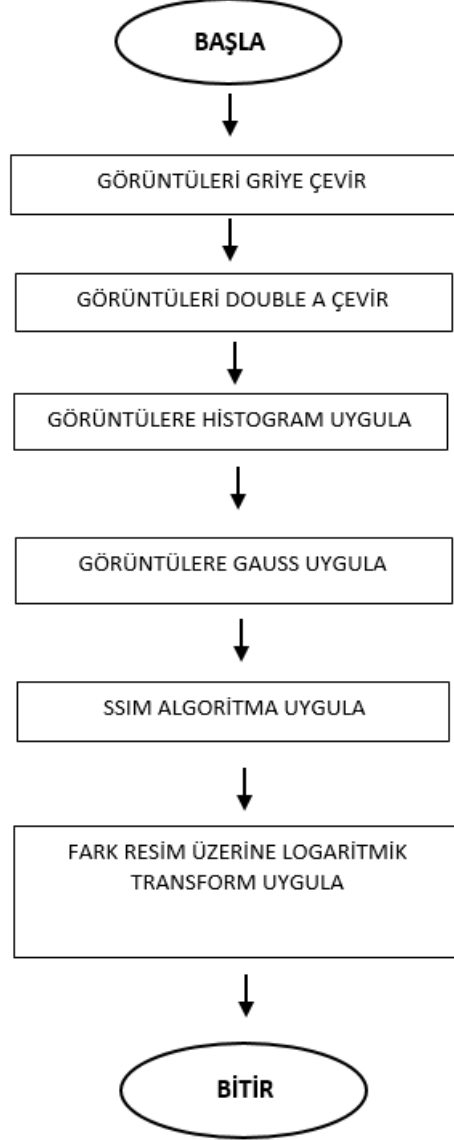 BAŞLA
GÖRÜNTÜLERİ GRİYE ÇEVİR
GÖRÜNTÜLERİ DOUBLE A ÇEVİR
GÖRÜNTÜLERE HİSTOGRAM UYGULA
GÖRÜNTÜLERE GAUSS UYGULA
SSIM ALGORİTMA UYGULA
FARK RESİM ÜZERİNE LOGARİTMİK
TRANSFORM UYGULA
BİTİR